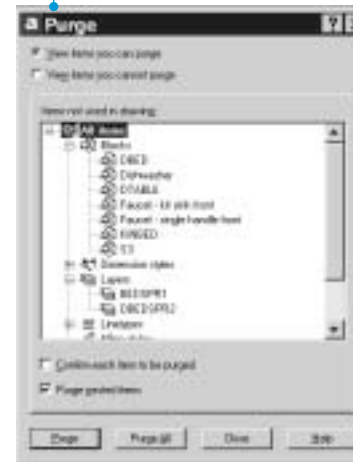 Purge
View items you can purge
View items you cannot purge
Items not used in drawing:
All items
Blocks
DBED
Dishwasher
DTABLE
Faucet - kit sink front
Faucet - single handle front
Dimension styles
Layers
Linetypes
Confirm each item to be purged
Purge nested items
Purge
Purge All
Close
Help